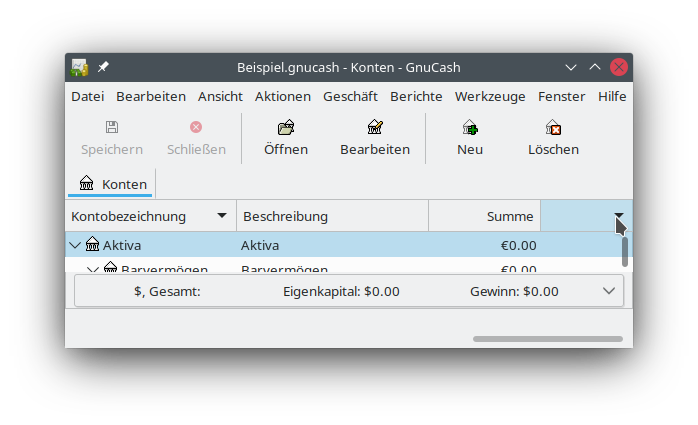 Beispiel.gnucash - Konten - GnuCash
Datei Bearbeiten Ansicht Aktionen Geschäft Berichte Werkzeuge Fenster Hilfe
Speichern Schließen Öffnen Bearbeiten Neu Löschen
Konten
Kontobezeichnung Beschreibung Summe
Aktiva Aktiva €0.00
Barvermögen Barvermögen €0.00
$, Gesamt: Eigenkapital: $0.00 Gewinn: $0.00